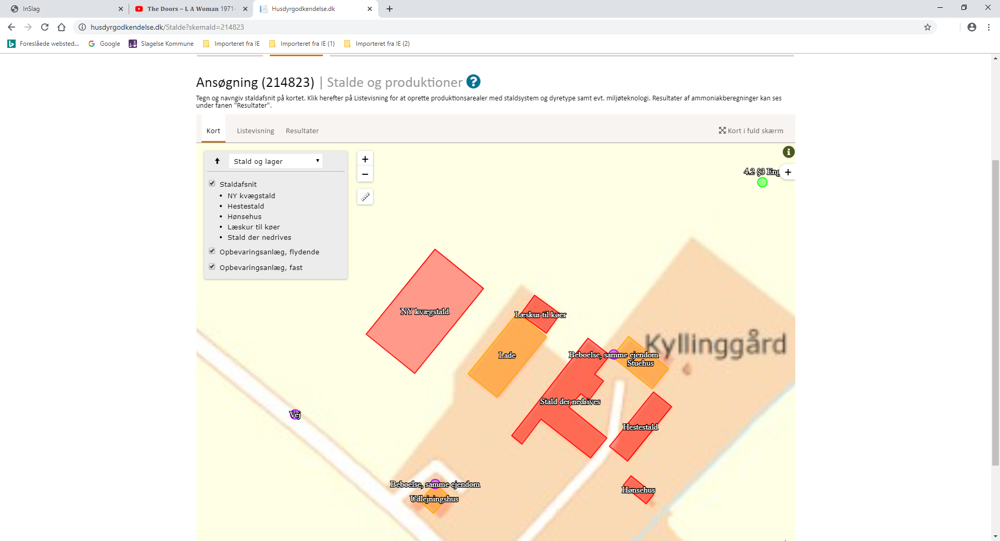 InSlag
The Doors – L A Woman 1971-
Husdyrgodkendelse.dk
husdyrgodkendelse.dk/Stalde?skemaId=214823
Foreslåede websted...
Google
Slagelse Kommune
Importeret fra IE
Importeret fra IE (1)
Importeret fra IE (2)
Ansøgning (214823) | Stalde og produktioner ?
Tegn og navngiv staldafsnit på kortet. Klik herefter på Listevisning for at oprette produktionsarealer med staldsystem og dyretype samt evt. miljøteknologi. Resultater af ammoniakberegninger kan ses
under fanen "Resultater".
Kort
Listevisning
Resultater
Kort i fuld skærm
Stald og lager
Staldafsnit
• NY kvægstald
• Hestestald
• Hønsehus
• Læskur til køer
• Stald der nedrives
Opbevaringsanlæg, flydende
Opbevaringsanlæg, fast
+
−
4.2 §3 Eng
+
NY kvægstald
Læskur til køer
Kyllinggård
Lade
Beboelse, samme ejendom
Stuehus
Stald der nedrives
Vej
Hestestald
Beboelse, samme ejendom
Hønsehus
Udlejningshus